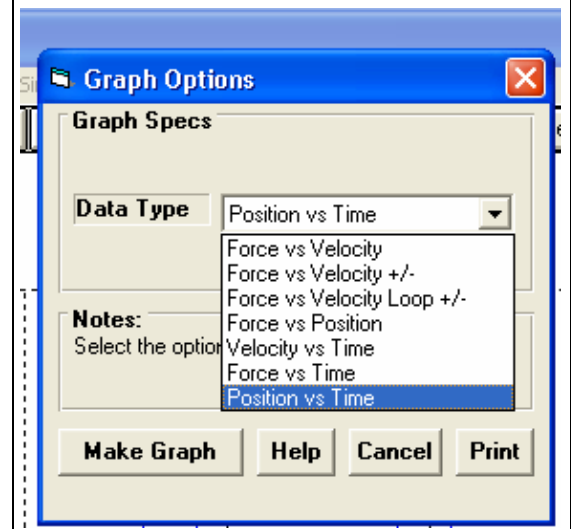 Graph Options
Graph Specs
Data Type Position vs Time
Force vs Velocity
Force vs Velocity +/-
Force vs Velocity Loop +/-
Force vs Position
Velocity vs Time
Force vs Time
Position vs Time
Notes:
Select the option
Make Graph Help Cancel Print